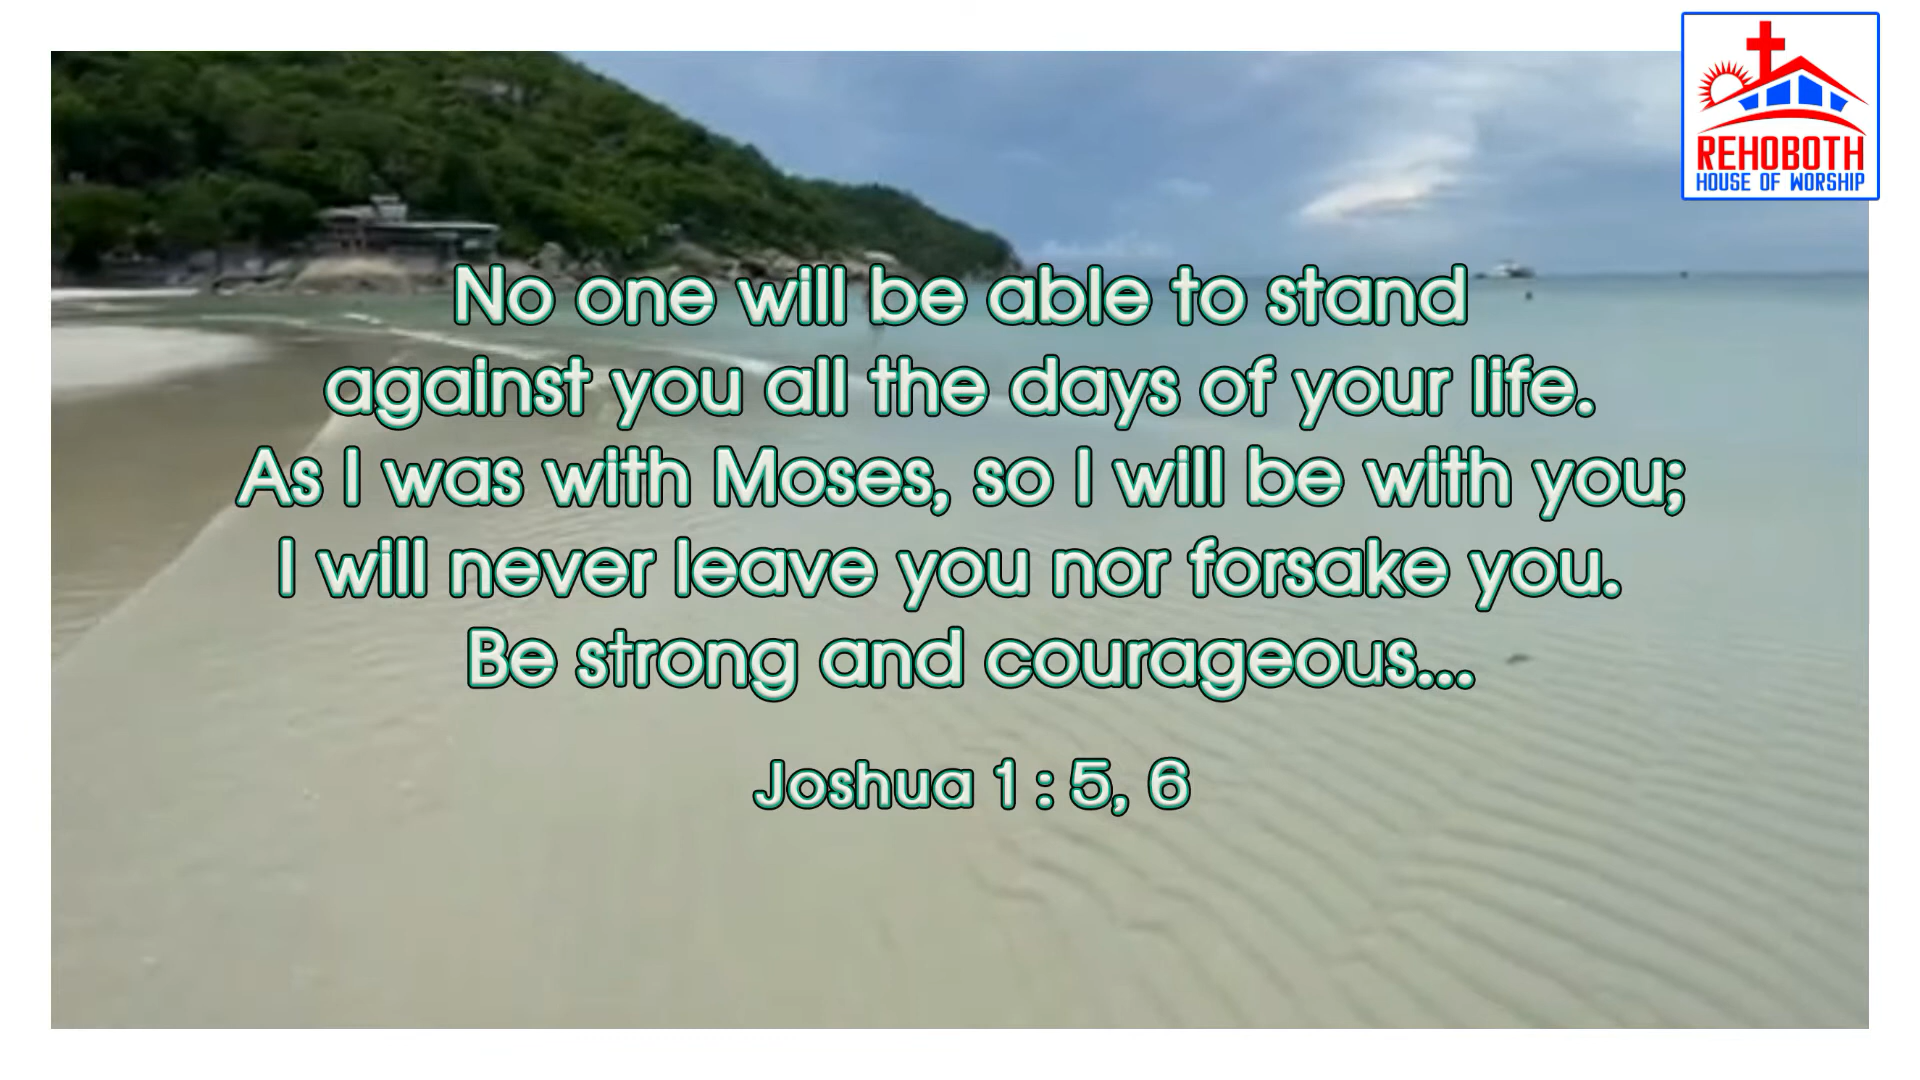 REHOBOTH
HOUSE OF WORSHIP
No one will be able to stand
against you all the days of your life.
As I was with Moses, so I will be with you;
I will never leave you nor forsake you.
Be strong and courageous...
Joshua 1 : 5, 6